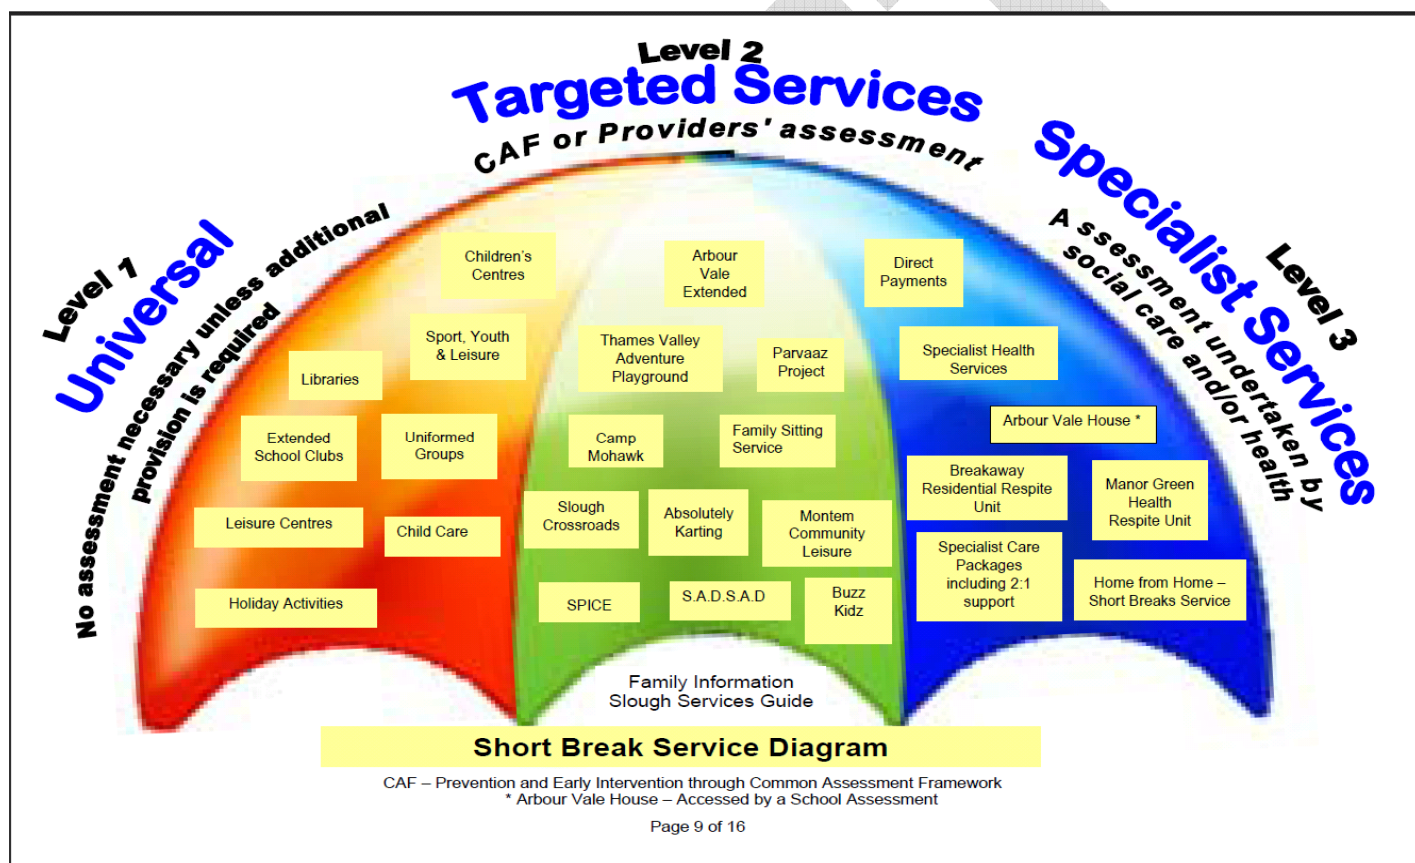 Level 1
Universal
No assessment necessary unless additional
provision is required
Level 2
Targeted Services
CAF or Providers' assessment
Level 3
Specialist Services
Assessment undertaken by
social care and/or health
Children's
Centres
Sport, Youth
& Leisure
Libraries
Extended
School Clubs
Uniformed
Groups
Leisure Centres
Child Care
Holiday Activities
Arbour
Vale
Extended
Thames Valley
Adventure
Playground
Parvaaz
Project
Camp
Mohawk
Family Sitting
Service
Slough
Crossroads
Absolutely
Karting
Montem
Community
Leisure
SPICE
S.A.D.S.A.D
Buzz
Kidz
Direct
Payments
Specialist Health
Services
Arbour Vale House *
Breakaway
Residential Respite
Unit
Manor Green
Health
Respite Unit
Specialist Care
Packages
including 2:1
support
Home from Home –
Short Breaks Service
Family Information
Slough Services Guide
Short Break Service Diagram
CAF – Prevention and Early Intervention through Common Assessment Framework
* Arbour Vale House – Accessed by a School Assessment
Page 9 of 16